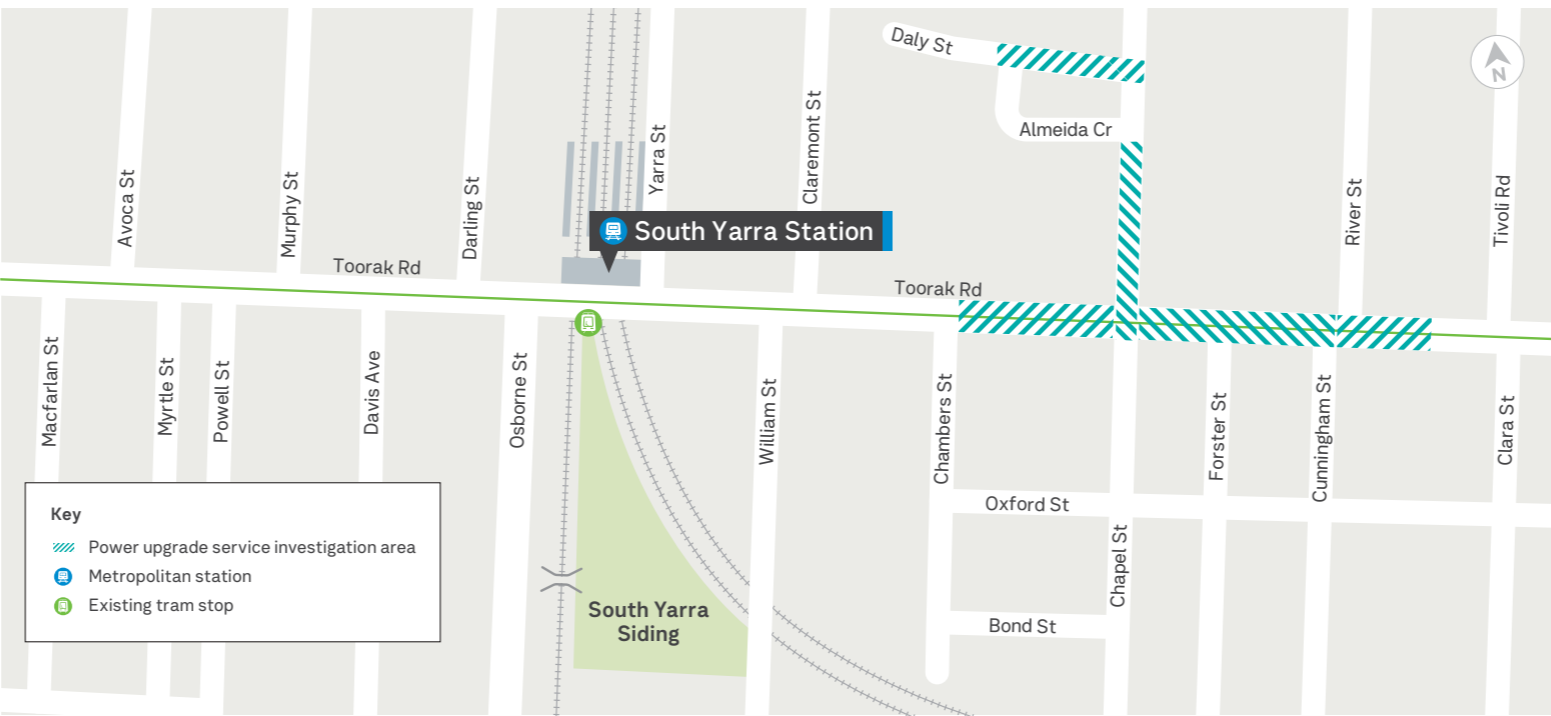 Daly St
N
Almeida Cr
Avoca St
Murphy St
Darling St
Yarra St
Claremont St
River St
Tivoli Rd
South Yarra Station
Toorak Rd
Toorak Rd
Macfarlan St
Myrtle St
Powell St
Davis Ave
Osborne St
William St
Chambers St
Forster St
Cunningham St
Clara St
Oxford St
Chapel St
Bond St
South Yarra
Siding
Key
Power upgrade service investigation area
Metropolitan station
Existing tram stop